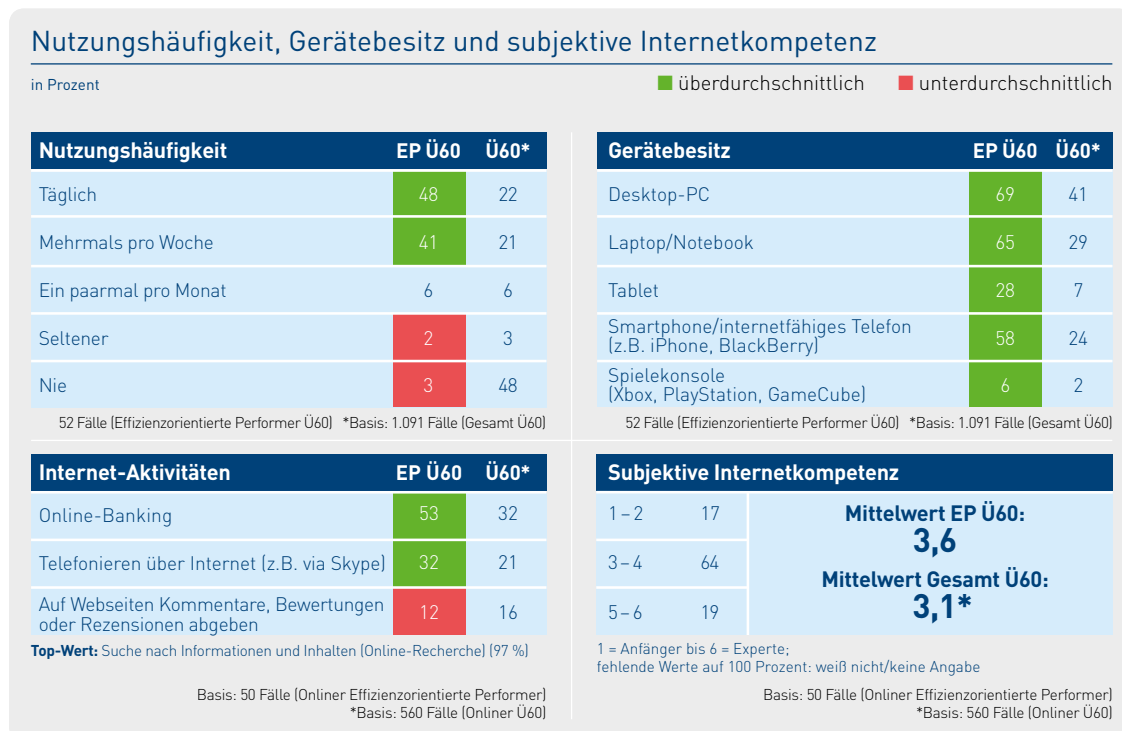 Nutzungshäufigkeit, Gerätebesitz und subjektive Internetkompetenz
in Prozent
überdurchschnittlich
unterdurchschnittlich
Nutzungshäufigkeit EP Ü60 Ü60*
Täglich 48 22
Mehrmals pro Woche 41 21
Ein paarmal pro Monat 6 6
Seltener 2 3
Nie 3 48
52 Fälle (Effizienzorientierte Performer Ü60) *Basis: 1.091 Fälle (Gesamt Ü60)
Gerätebesitz EP Ü60 Ü60*
Desktop-PC 69 41
Laptop/Notebook 65 29
Tablet 28 7
Smartphone/internetfähiges Telefon
(z.B. iPhone, BlackBerry) 58 24
Spielekonsole
(Xbox, PlayStation, GameCube) 6 2
52 Fälle (Effizienzorientierte Performer Ü60) *Basis: 1.091 Fälle (Gesamt Ü60)
Internet-Aktivitäten EP Ü60 Ü60*
Online-Banking 53 32
Telefonieren über Internet (z.B. via Skype) 32 21
Auf Webseiten Kommentare, Bewertungen
oder Rezensionen abgeben 12 16
Top-Wert: Suche nach Informationen und Inhalten (Online-Recherche) (97 %)
Basis: 50 Fälle (Onliner Effizienzorientierte Performer)
*Basis: 560 Fälle (Onliner Ü60)
Subjektive Internetkompetenz
1–2 17
3–4 64
5–6 19
Mittelwert EP Ü60:
3,6
Mittelwert Gesamt Ü60:
3,1*
1 = Anfänger bis 6 = Experte;
fehlende Werte auf 100 Prozent: weiß nicht/keine Angabe
Basis: 50 Fälle (Onliner Effizienzorientierte Performer)
*Basis: 560 Fälle (Onliner Ü60)